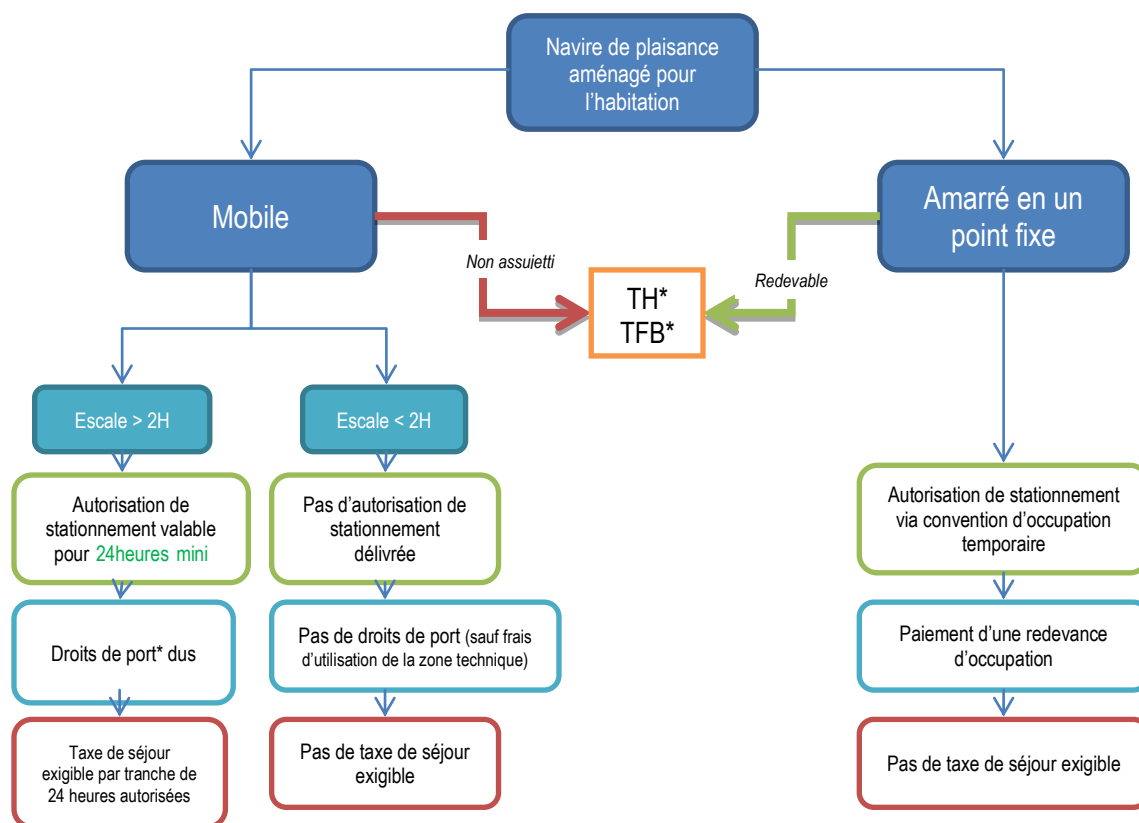 Navire de plaisance
aménagé pour
l'habitation
Mobile
Amarré en un
point fixe
Non assuietti
Redevable
TH*
TFB*
Escale > 2H
Escale < 2H
Autorisation de
stationnement valable
pour 24heures mini
Pas d'autorisation de
stationnement
délivrée
Autorisation de stationnement
via convention d'occupation
temporaire
Droits de port* dus
Pas de droits de port (sauf frais
d'utilisation de la zone technique)
Paiement d'une redevance
d'occupation
Taxe de séjour
exigible par tranche de
24 heures autorisées
Pas de taxe de séjour
exigible
Pas de taxe de séjour exigible